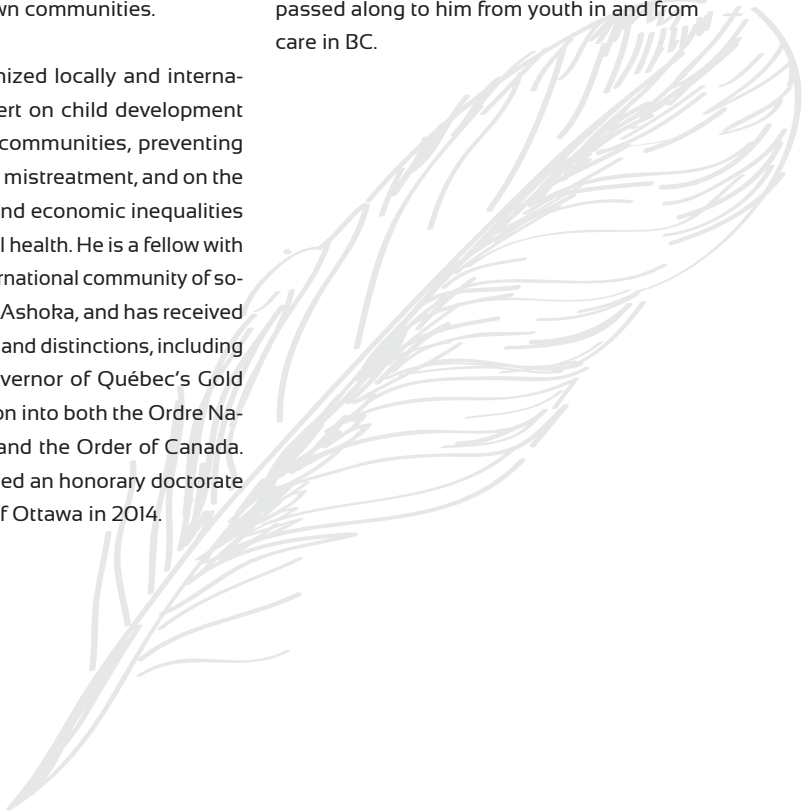 wn communities.
nized locally and interna-
ert on child development
communities, preventing
mistreatment, and on the
nd economic inequalities
l health. He is a fellow with
rnational community of so-
Ashoka, and has received
and distinctions, including
vernor of Québec's Gold
on into both the Ordre Na-
and the Order of Canada.
ed an honorary doctorate
f Ottawa in 2014.
passed along to him from youth in and from
care in BC.